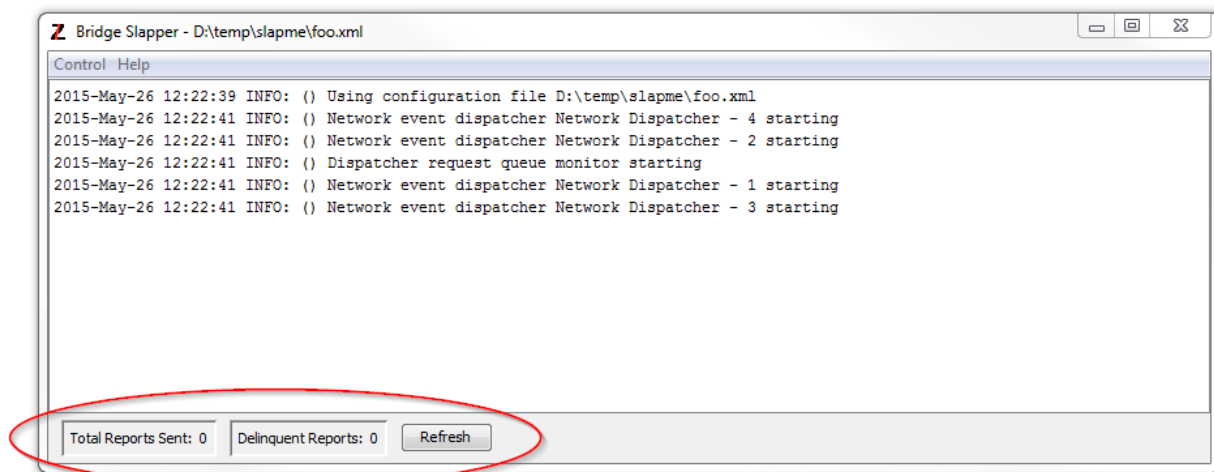 Z Bridge Slapper - D:\temp\slapme\foo.xml
Control Help
2015-May-26 12:22:39 INFO: () Using configuration file D:\temp\slapme\foo.xml
2015-May-26 12:22:41 INFO: () Network event dispatcher Network Dispatcher - 4 starting
2015-May-26 12:22:41 INFO: () Network event dispatcher Network Dispatcher - 2 starting
2015-May-26 12:22:41 INFO: () Dispatcher request queue monitor starting
2015-May-26 12:22:41 INFO: () Network event dispatcher Network Dispatcher - 1 starting
2015-May-26 12:22:41 INFO: () Network event dispatcher Network Dispatcher - 3 starting
Total Reports Sent: 0 Delinquent Reports: 0 Refresh